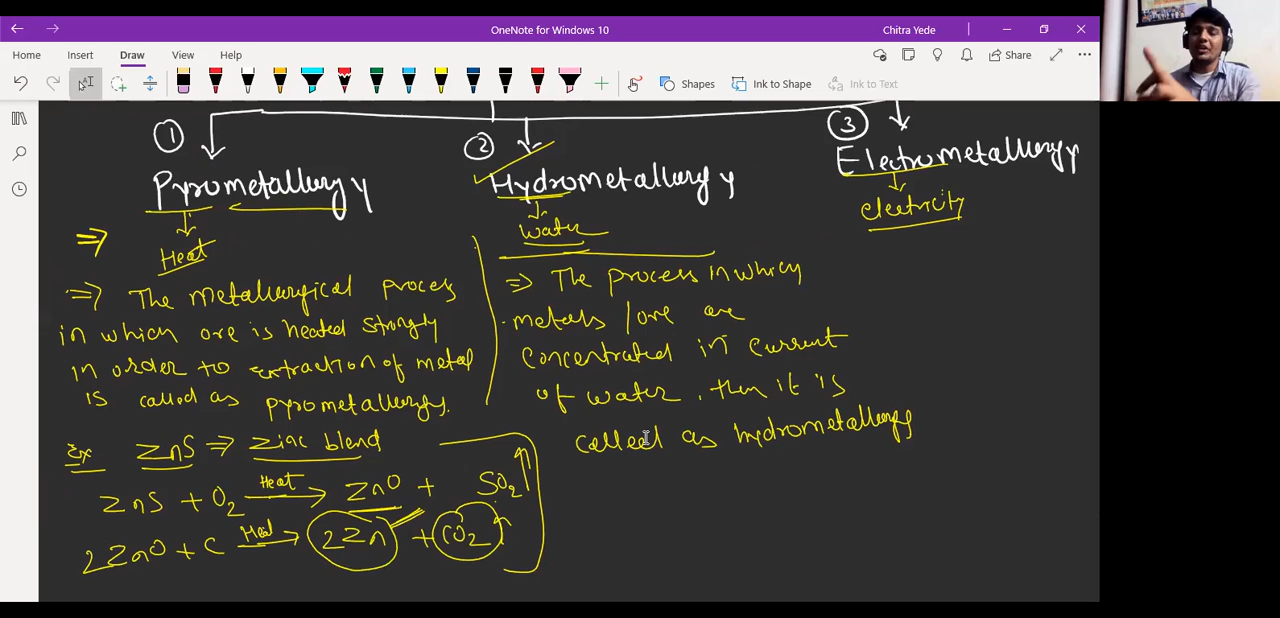 OneNote for Windows 10
Chitra Yede
Home Insert Draw View Help
Share
Shapes Ink to Shape Ink to Text
① ② ③
Pyrometallurgy
Heat
⇒
⇒ The metallurgical process
in which ore is heated strongly
in order to extraction of metal
is called as pyrometallurgy.
Ex ZnS ⇒ Zinc blend
ZnS + O2 Heat → ZnO + SO2 ↑
2ZnO + C Heat → 2Zn + CO2 ↑
Hydrometallurgy
water
⇒ The process in which
metals / ore are
concentrated in current
of water, then it is
called as hydrometallurgy
Electrometallurgy
electricity